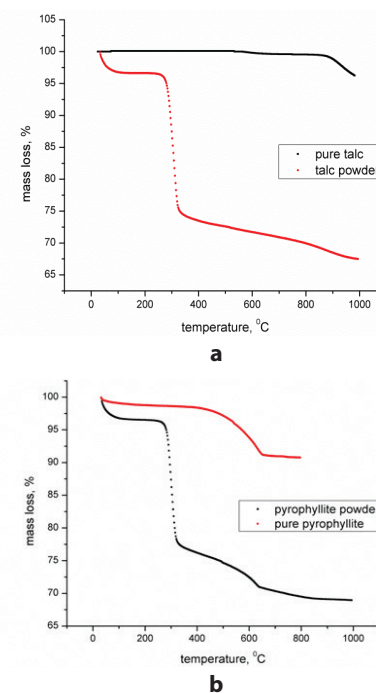 105
100
95
90
85
80
75
70
65
mass loss, %
pure talc
talc powde
0 200 400 600 800 1000
temperature, ⁰C
a
100
95
90
85
80
75
70
65
mass loss, %
pyrophyllite powde
pure pyrophyllite
0 200 400 600 800 1000
temperature, ⁰C
b